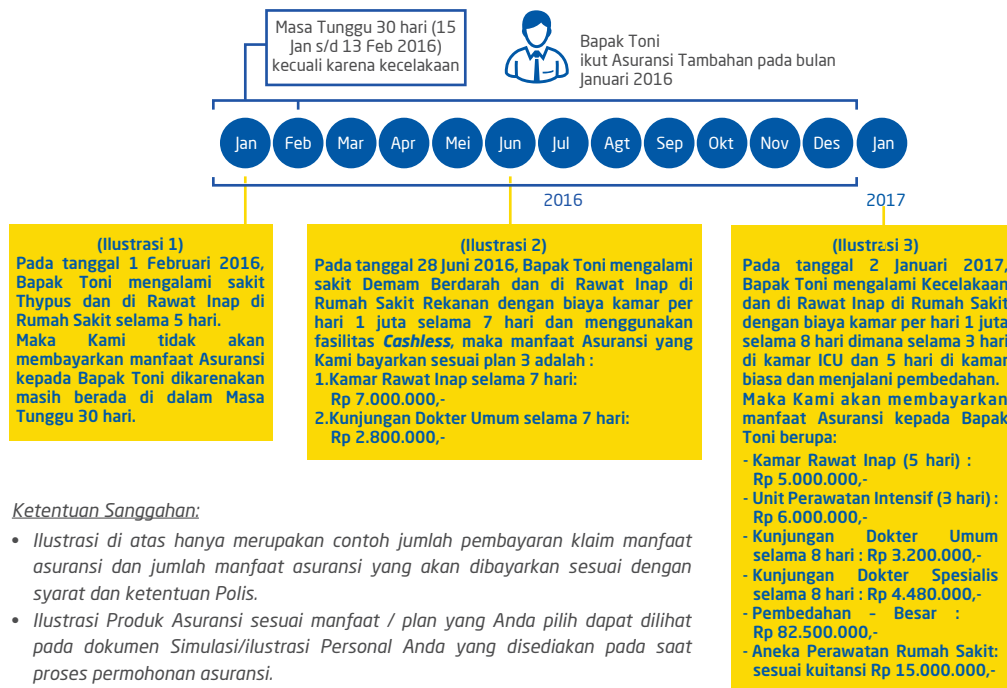 Masa Tunggu 30 hari (15
Jan s/d 13 Feb 2016)
kecuali karena kecelakaan
Bapak Toni
ikut Asuransi Tambahan pada bulan
Januari 2016
Jan Feb Mar Apr Mei Jun Jul Agt Sep Okt Nov Des Jan
2016 2017
(Ilustrasi 1)
Pada tanggal 1 Februari 2016,
Bapak Toni mengalami sakit
Thypus dan di Rawat Inap di
Rumah Sakit selama 5 hari.
Maka Kami tidak akan
membayarkan manfaat Asuransi
kepada Bapak Toni dikarenakan
masih berada di dalam Masa
Tunggu 30 hari.
(Ilustrasi 2)
Pada tanggal 28 Juni 2016, Bapak Toni mengalami
sakit Demam Berdarah dan di Rawat Inap di
Rumah Sakit Rekanan dengan biaya kamar per
hari 1 juta selama 7 hari dan menggunakan
fasilitas Cashless, maka manfaat Asuransi yang
Kami bayarkan sesuai plan 3 adalah :
1.Kamar Rawat Inap selama 7 hari:
Rp 7.000.000,-
2.Kunjungan Dokter Umum selama 7 hari:
Rp 2.800.000,-
(Ilustrasi 3)
Pada tanggal 2 Januari 2017,
Bapak Toni mengalami Kecelakaan
dan di Rawat Inap di Rumah Sakit
dengan biaya kamar per hari 1 juta
selama 8 hari dimana selama 3 hari
di kamar ICU dan 5 hari di kamar
biasa dan menjalani pembedahan.
Maka Kami akan membayarkan
manfaat Asuransi kepada Bapak
Toni berupa:
- Kamar Rawat Inap (5 hari) :
Rp 5.000.000,-
- Unit Perawatan Intensif (3 hari) :
Rp 6.000.000,-
- Kunjungan Dokter Umum
selama 8 hari : Rp 3.200.000,-
- Kunjungan Dokter Spesialis
selama 8 hari : Rp 4.480.000,-
- Pembedahan – Besar :
Rp 82.500.000,-
- Aneka Perawatan Rumah Sakit:
sesuai kuitansi Rp 15.000.000,-
Ketentuan Sanggahan:
• Ilustrasi di atas hanya merupakan contoh jumlah pembayaran klaim manfaat
asuransi dan jumlah manfaat asuransi yang akan dibayarkan sesuai dengan
syarat dan ketentuan Polis.
• Ilustrasi Produk Asuransi sesuai manfaat / plan yang Anda pilih dapat dilihat
pada dokumen Simulasi/ilustrasi Personal Anda yang disediakan pada saat
proses permohonan asuransi.